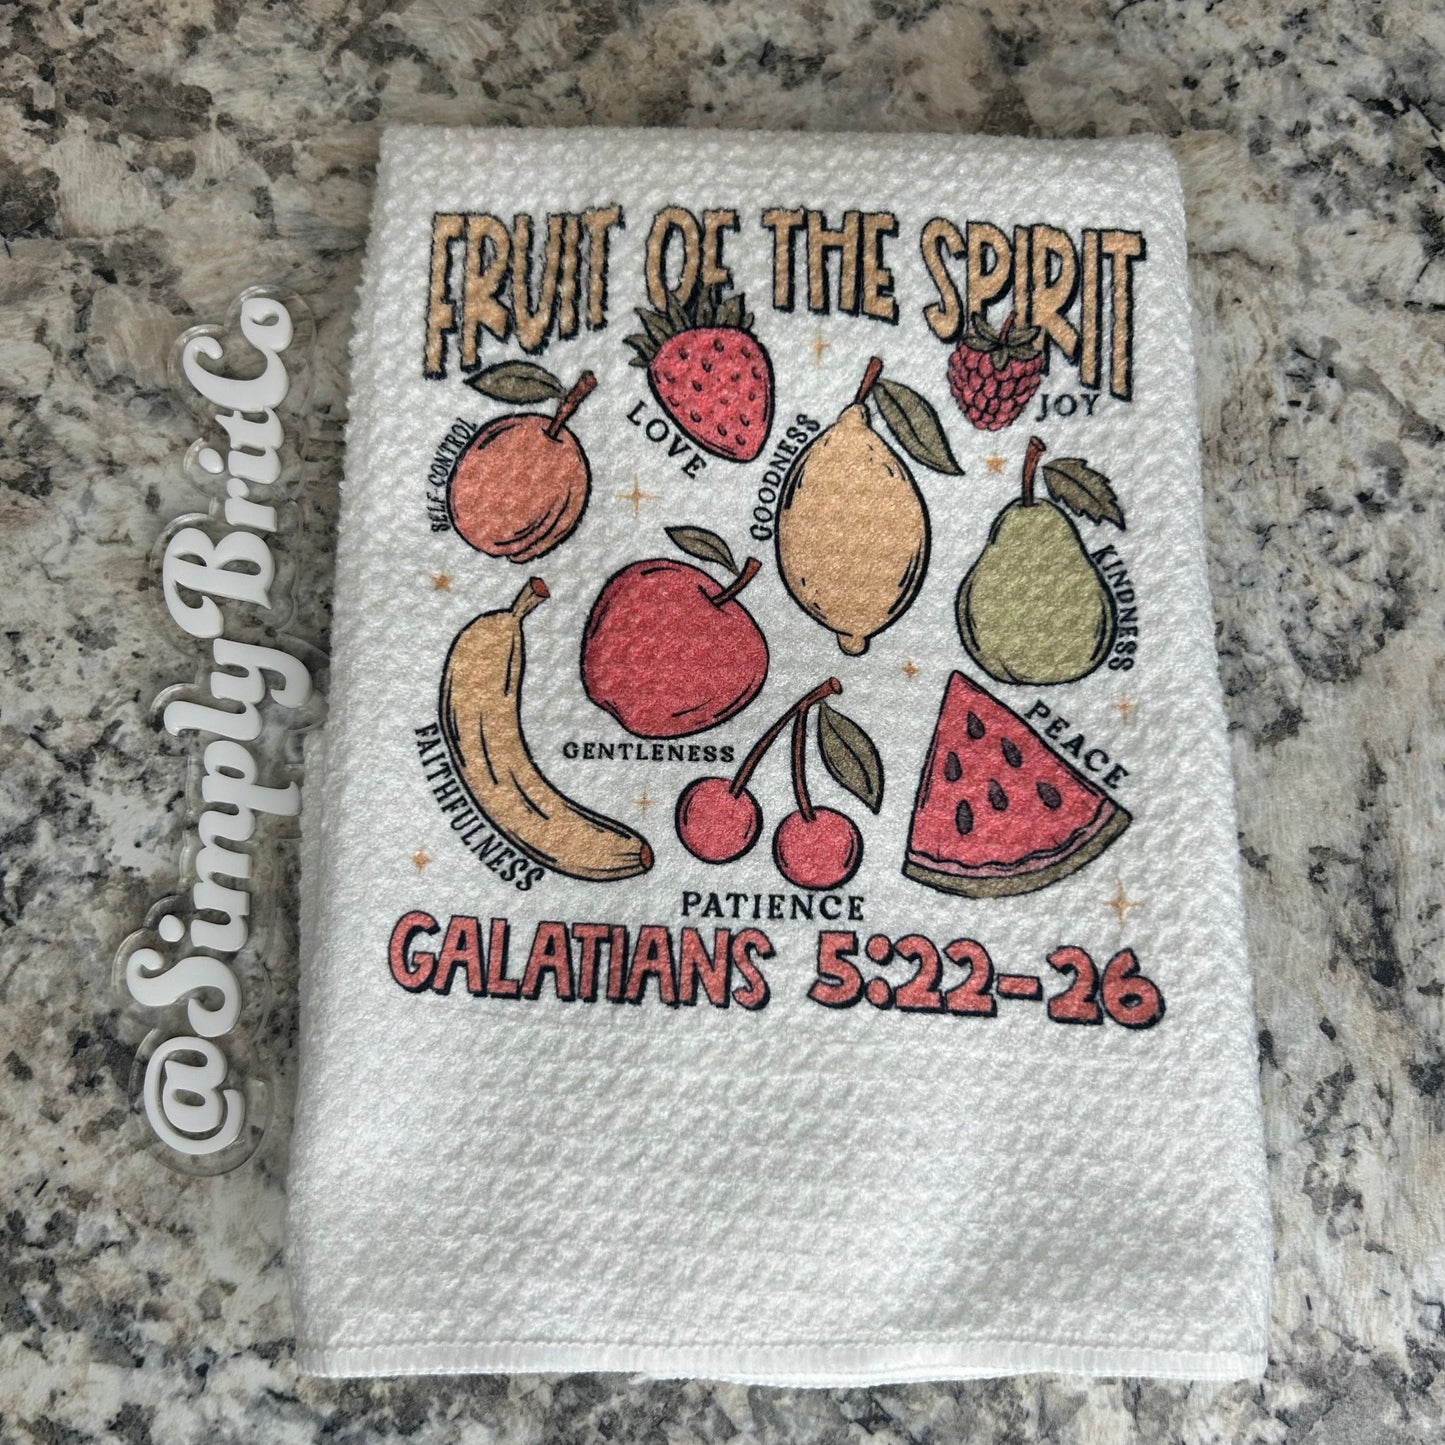 @SimplyBritCo
FRUIT OF THE SPIRIT
LOVE
JOY
SELF-CONTROL
GOODNESS
KINDNESS
GENTLENESS
PEACE
FAITHFULNESS
PATIENCE
GALATIANS 5:22-26